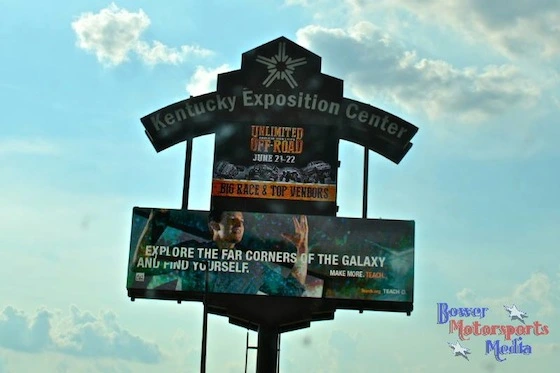 Kentucky Exposition Center
UNLIMITED
OFF-ROAD
JUNE 21-22
BIG RACE & TOP VENDORS
EXPLORE THE FAR CORNERS OF THE GALAXY
AND FIND YOURSELF.
MAKE MORE. TEACH.
TEACH
Bower
Motorsports
Media